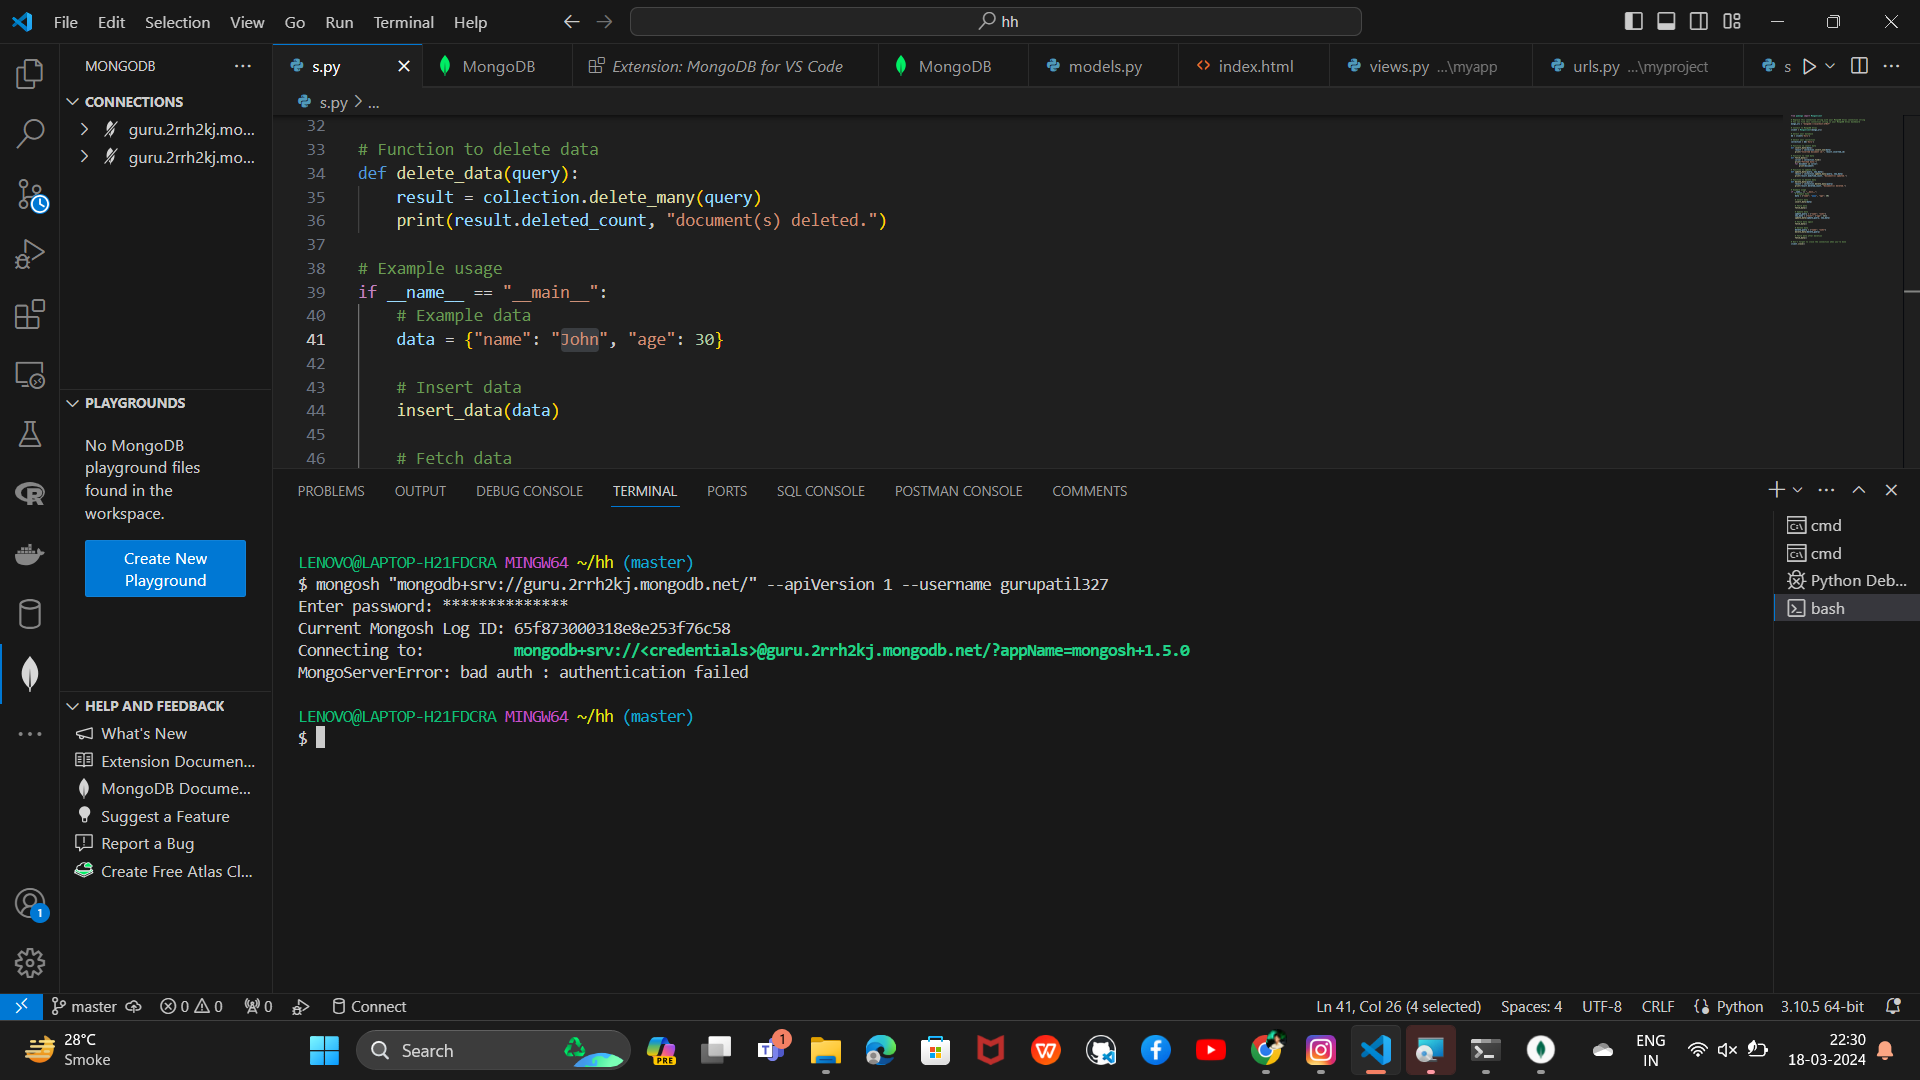 File Edit Selection View Go Run Terminal Help
hh
MONGODB
CONNECTIONS
guru.2rrh2kj.mo...
guru.2rrh2kj.mo...
PLAYGROUNDS
No MongoDB
playground files
found in the
workspace.
Create New
Playground
HELP AND FEEDBACK
What's New
Extension Documen...
MongoDB Docume...
Suggest a Feature
Report a Bug
Create Free Atlas Cl...
1
s.py MongoDB Extension: MongoDB for VS Code MongoDB models.py index.html views.py ...\myapp urls.py ...\myproject s
s.py > ...
32
33 # Function to delete data
34 def delete_data(query):
35 result = collection.delete_many(query)
36 print(result.deleted_count, "document(s) deleted.")
37
38 # Example usage
39 if __name__ == "__main__":
40 # Example data
41 data = {"name": "John", "age": 30}
42
43 # Insert data
44 insert_data(data)
45
46 # Fetch data
PROBLEMS OUTPUT DEBUG CONSOLE TERMINAL PORTS SQL CONSOLE POSTMAN CONSOLE COMMENTS
LENOVO@LAPTOP-H21FDCRA MINGW64 ~/hh (master)
$ mongosh "mongodb+srv://guru.2rrh2kj.mongodb.net/" --apiVersion 1 --username gurupatil327
Enter password: **************
Current Mongosh Log ID: 65f873000318e8e253f76c58
Connecting to: mongodb+srv://<credentials>@guru.2rrh2kj.mongodb.net/?appName=mongosh+1.5.0
MongoServerError: bad auth : authentication failed
LENOVO@LAPTOP-H21FDCRA MINGW64 ~/hh (master)
$
cmd
cmd
Python Deb...
bash
master 0 0 0 Connect Ln 41, Col 26 (4 selected) Spaces: 4 UTF-8 CRLF Python 3.10.5 64-bit
28°C
Smoke
Search
PRE
1
ENG
IN
22:30
18-03-2024